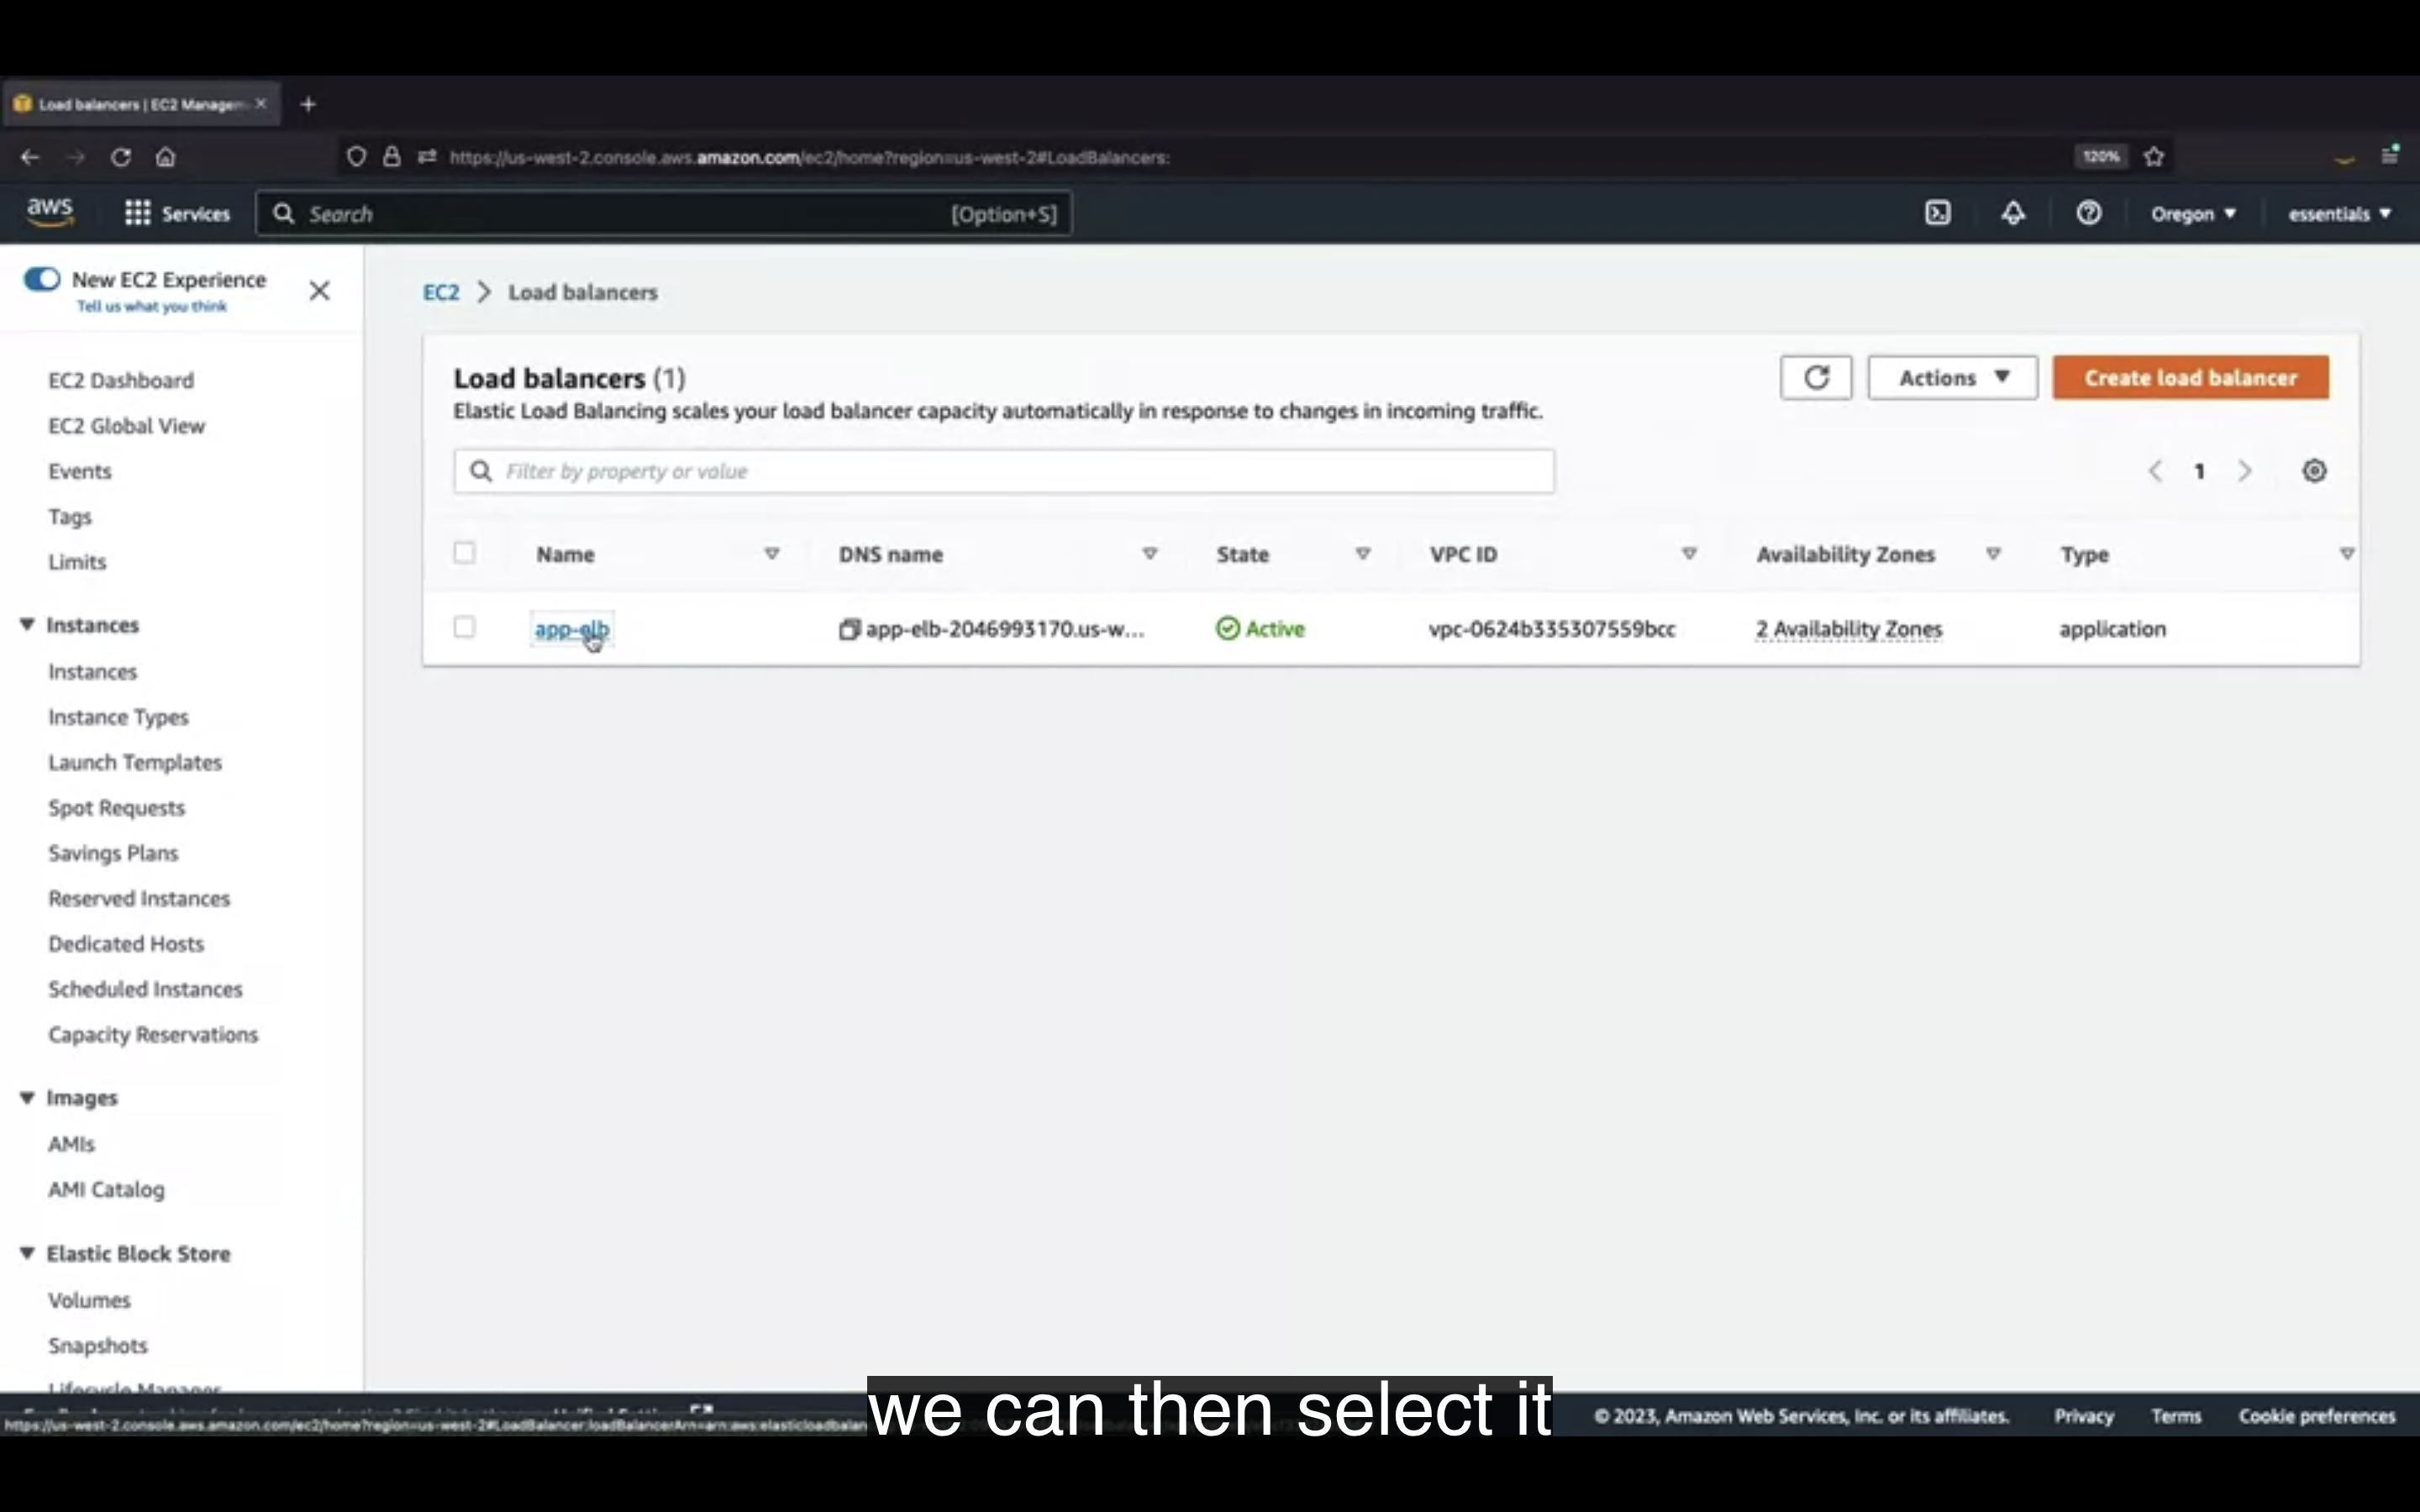 Load balancers | EC2 Managem
https://us-west-2.console.aws.amazon.com/ec2/home?region=us-west-2#LoadBalancers:
120%
aws
Services
Search
[Option+S]
Oregon
essentials
New EC2 Experience
Tell us what you think
EC2 Dashboard
EC2 Global View
Events
Tags
Limits
Instances
Instances
Instance Types
Launch Templates
Spot Requests
Savings Plans
Reserved Instances
Dedicated Hosts
Scheduled Instances
Capacity Reservations
Images
AMIs
AMI Catalog
Elastic Block Store
Volumes
Snapshots
Lifecycle Manager
EC2 > Load balancers
Load balancers (1)
Elastic Load Balancing scales your load balancer capacity automatically in response to changes in incoming traffic.
Actions
Create load balancer
Filter by property or value
1
Name DNS name State VPC ID Availability Zones Type
app-elb app-elb-2046993170.us-w... Active vpc-0624b335307559bcc 2 Availability Zones application
we can then select it
https://us-west-2.console.aws.amazon.com/ec2/home?region=us-west-2#LoadBalancer:loadBalancerArn=arn:aws:elasticloadbalan
© 2023, Amazon Web Services, Inc. or its affiliates. Privacy Terms Cookie preferences